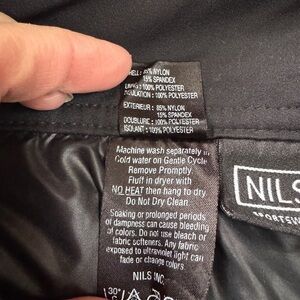 SHELL: 85% NYLON
15% SPANDEX
LINING: 100% POLYESTER
INSULATION: 100% POLYESTER
EXTERIEUR: 85% NYLON
15% SPANDEX
DOUBLURE: 100% POLYESTER
ISOLANT: 100% POLYESTER
Machine wash separately in
Cold water on Gentle Cycle
Remove Promptly.
Fluff in dryer with
NO HEAT then hang to dry.
Do Not Dry Clean.
Soaking or prolonged periods
of dampness can cause bleeding
of colors. Do not use bleach or
fabric softeners. Any fabric
exposed to ultraviolet light can
fade or change colors.
NILS INC.
30°
NILS
SPORTSW